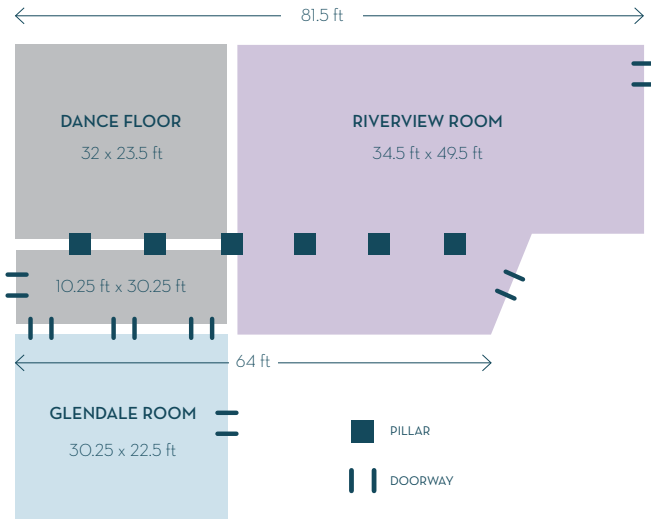 81.5 ft
DANCE FLOOR
32 x 23.5 ft
RIVERVIEW ROOM
34.5 ft x 49.5 ft
10.25 ft x 30.25 ft
64 ft
GLENDALE ROOM
30.25 x 22.5 ft
PILLAR
DOORWAY